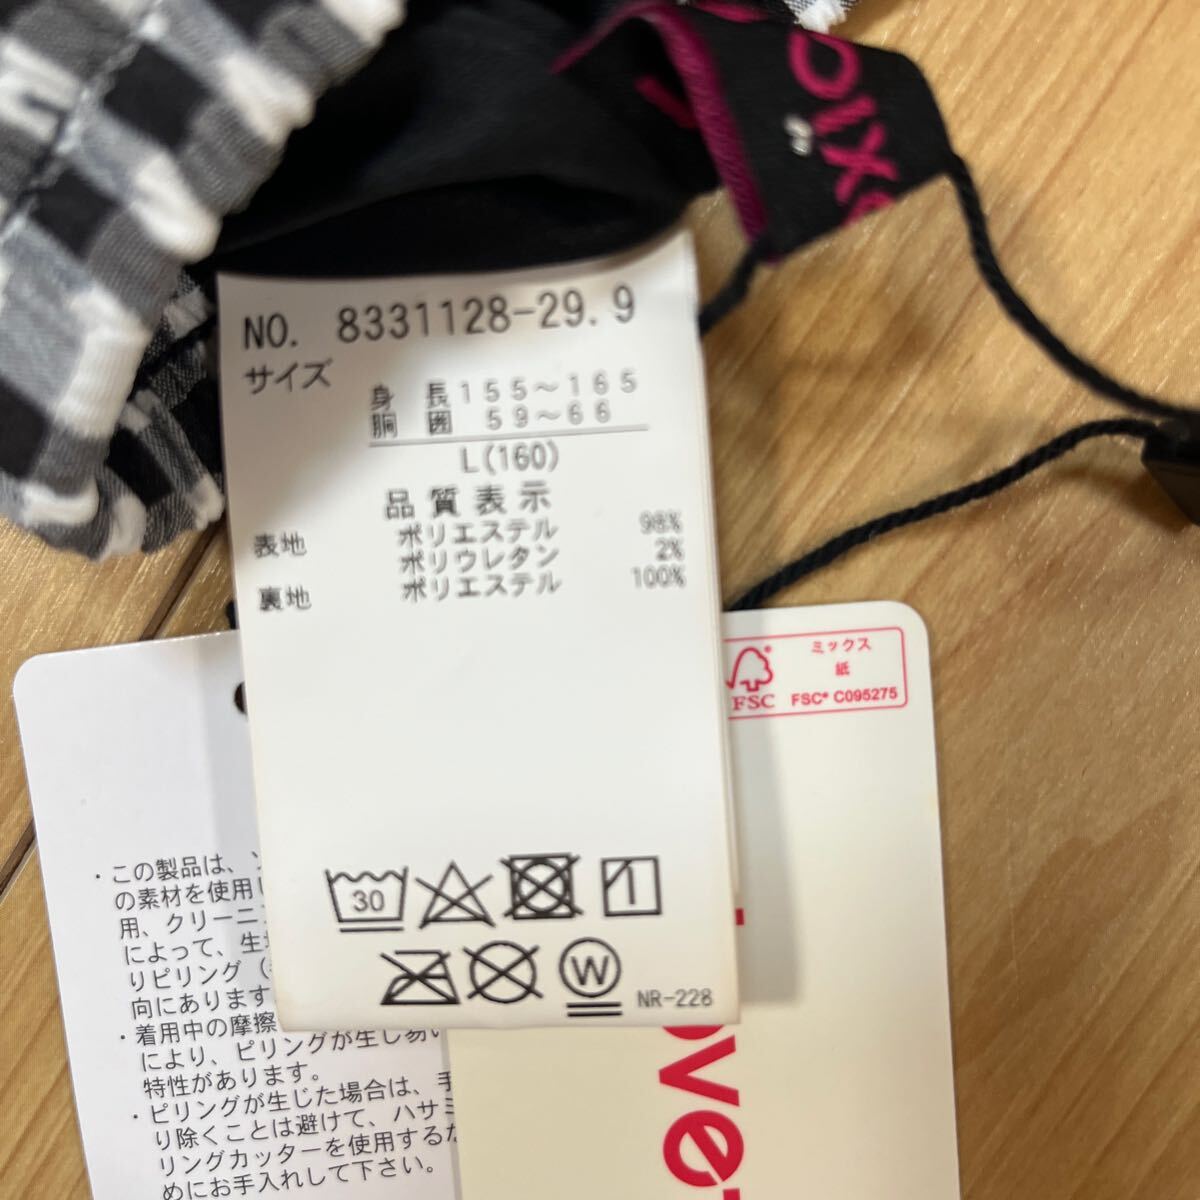 NO. 8331128-29.9
サイズ
身 長 155～165
胴 囲 59～66
L(160)
品質表示
表地 ポリエステル 98%
ポリウレタン 2%
裏地 ポリエステル 100%
30
W
NR-228
ミックス
紙
FSC
FSC® C095275
・この製品は、
の素材を使用し
用、クリーニ
によって、生
りピリング（
向にあります
・着用中の摩擦
により、ピリングが生し易い
特性があります。
・ピリングが生じた場合は、手
り除くことは避けて、ハサミ
リングカッターを使用するな
めにお手入れして下さい。
ove
pixe